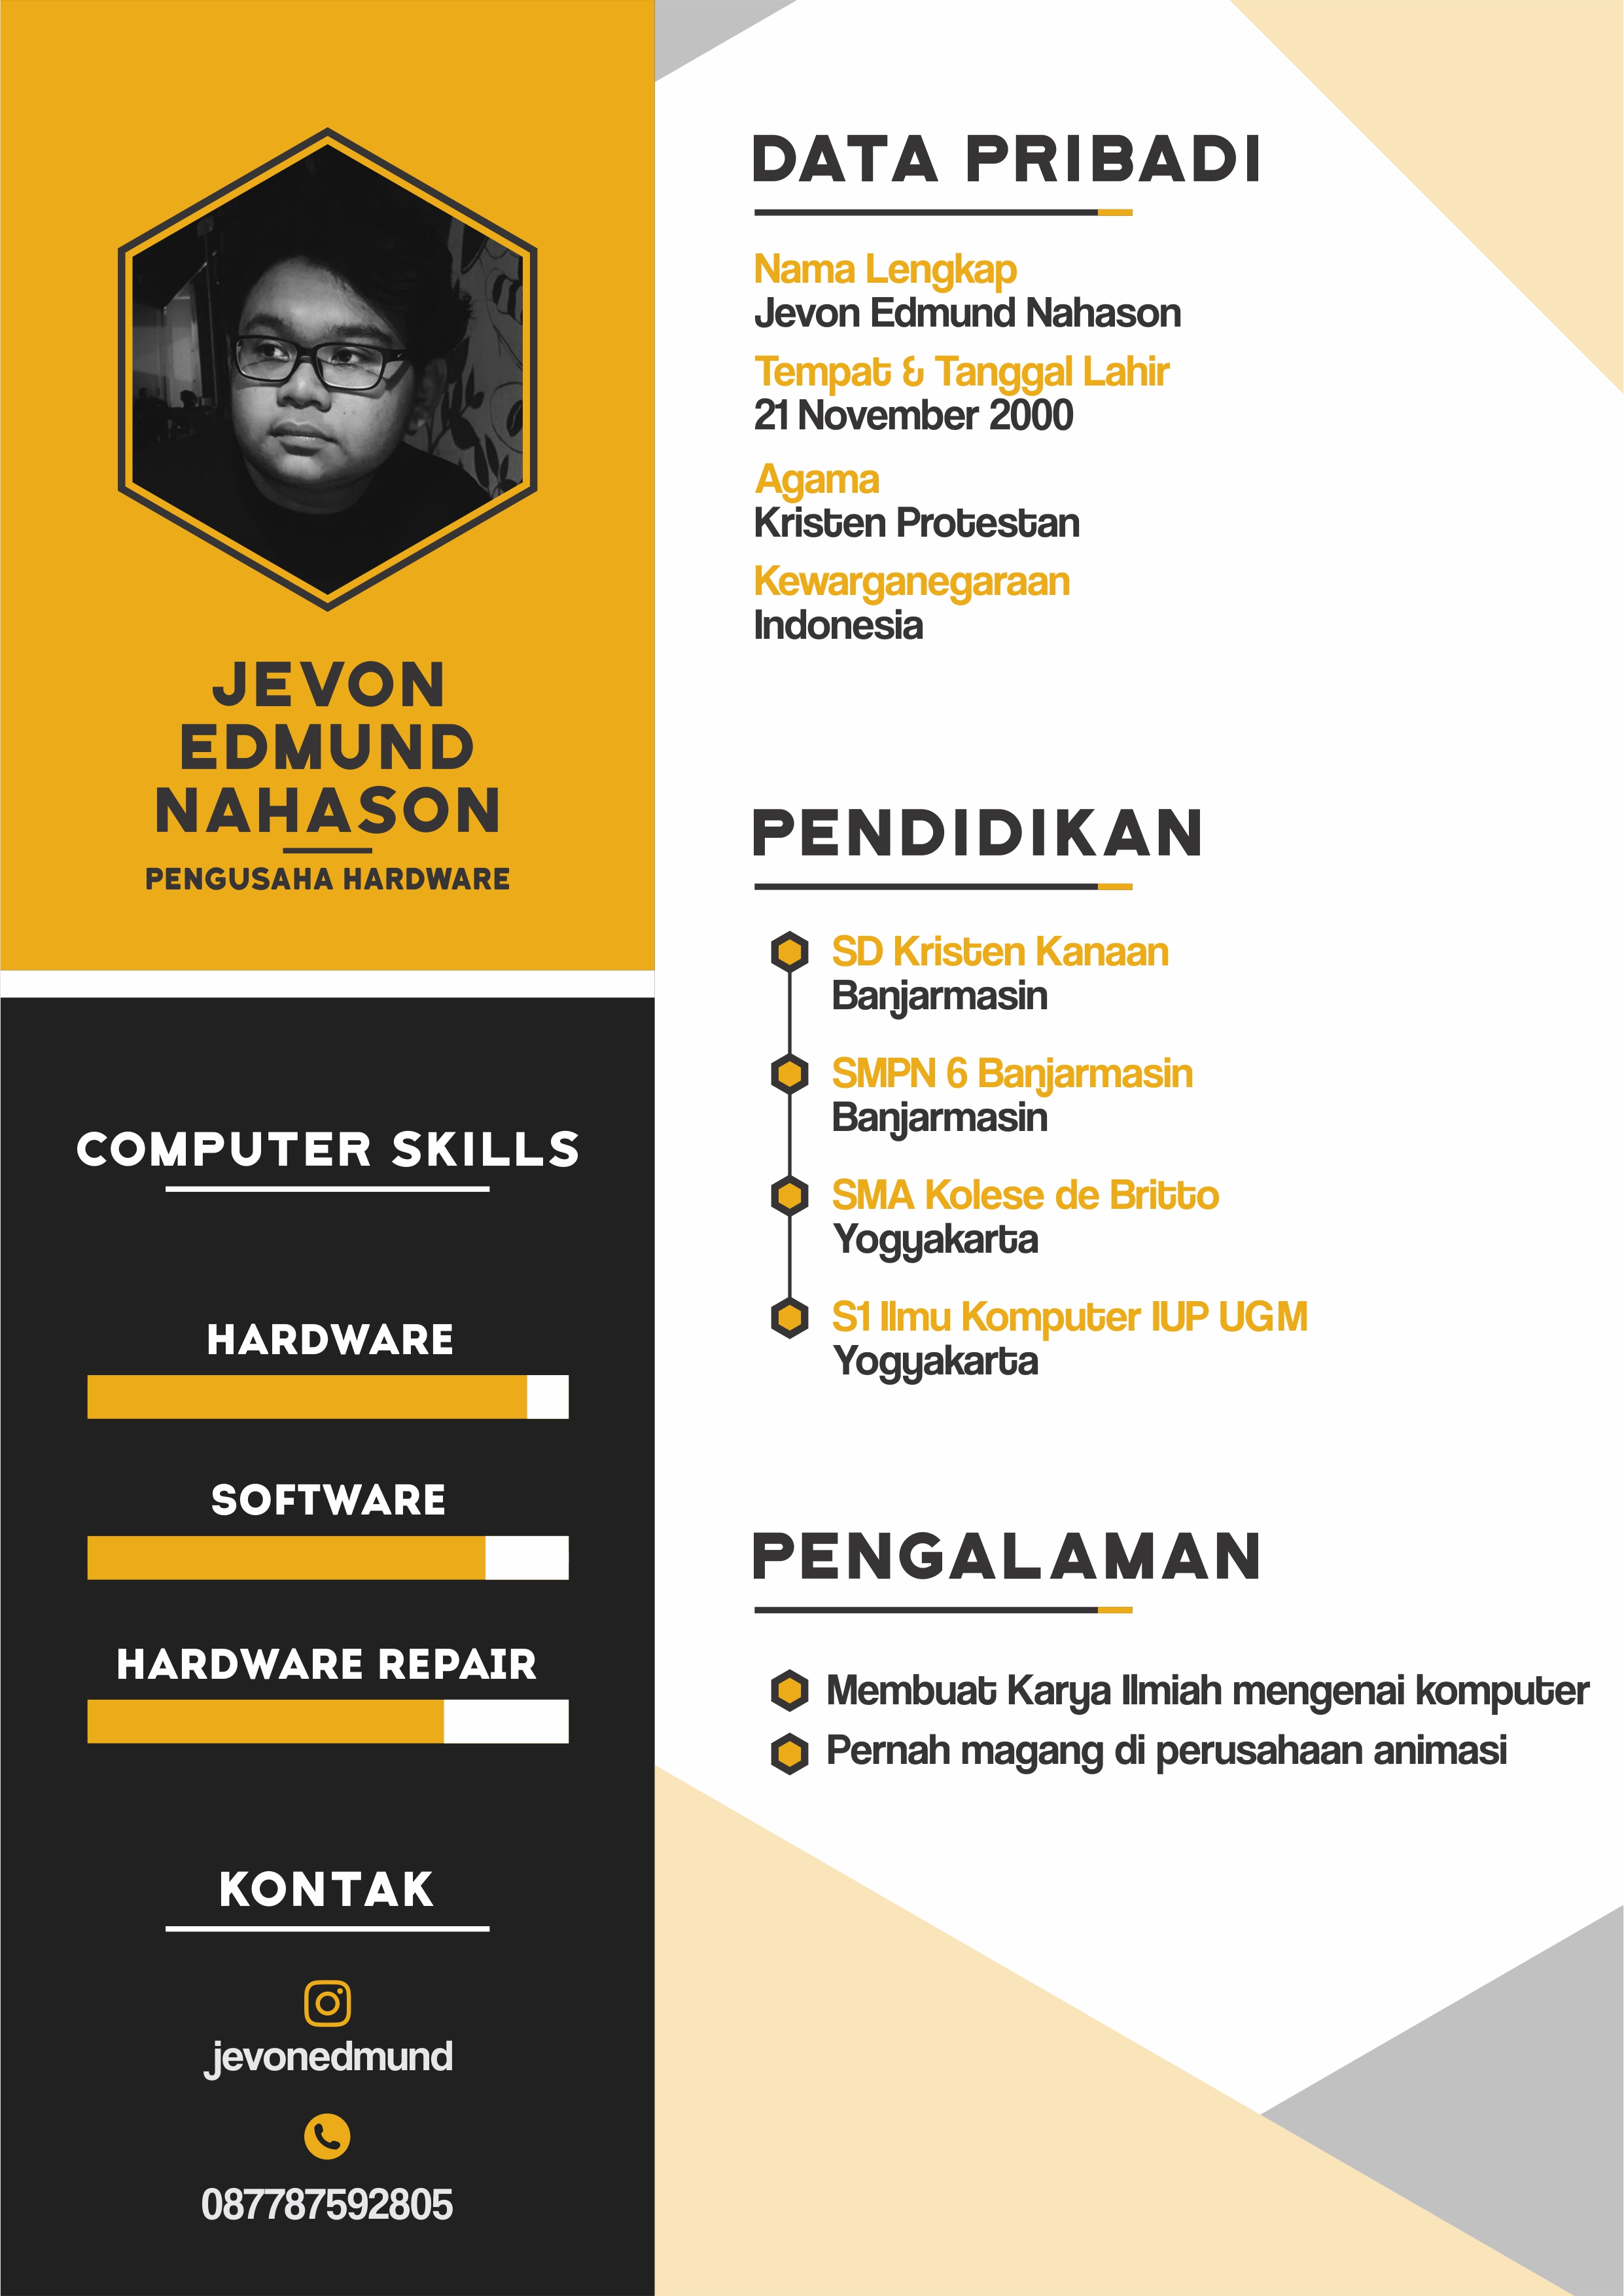 JEVON
EDMUND
NAHASON
PENGUSAHA HARDWARE
COMPUTER SKILLS
HARDWARE
SOFTWARE
HARDWARE REPAIR
KONTAK
jevonedmund
087787592805
DATA PRIBADI
Nama Lengkap
Jevon Edmund Nahason
Tempat & Tanggal Lahir
21 November 2000
Agama
Kristen Protestan
Kewarganegaraan
Indonesia
PENDIDIKAN
SD Kristen Kanaan
Banjarmasin
SMPN 6 Banjarmasin
Banjarmasin
SMA Kolese de Britto
Yogyakarta
S1 Ilmu Komputer IUP UGM
Yogyakarta
PENGALAMAN
Membuat Karya Ilmiah mengenai komputer
Pernah magang di perusahaan animasi